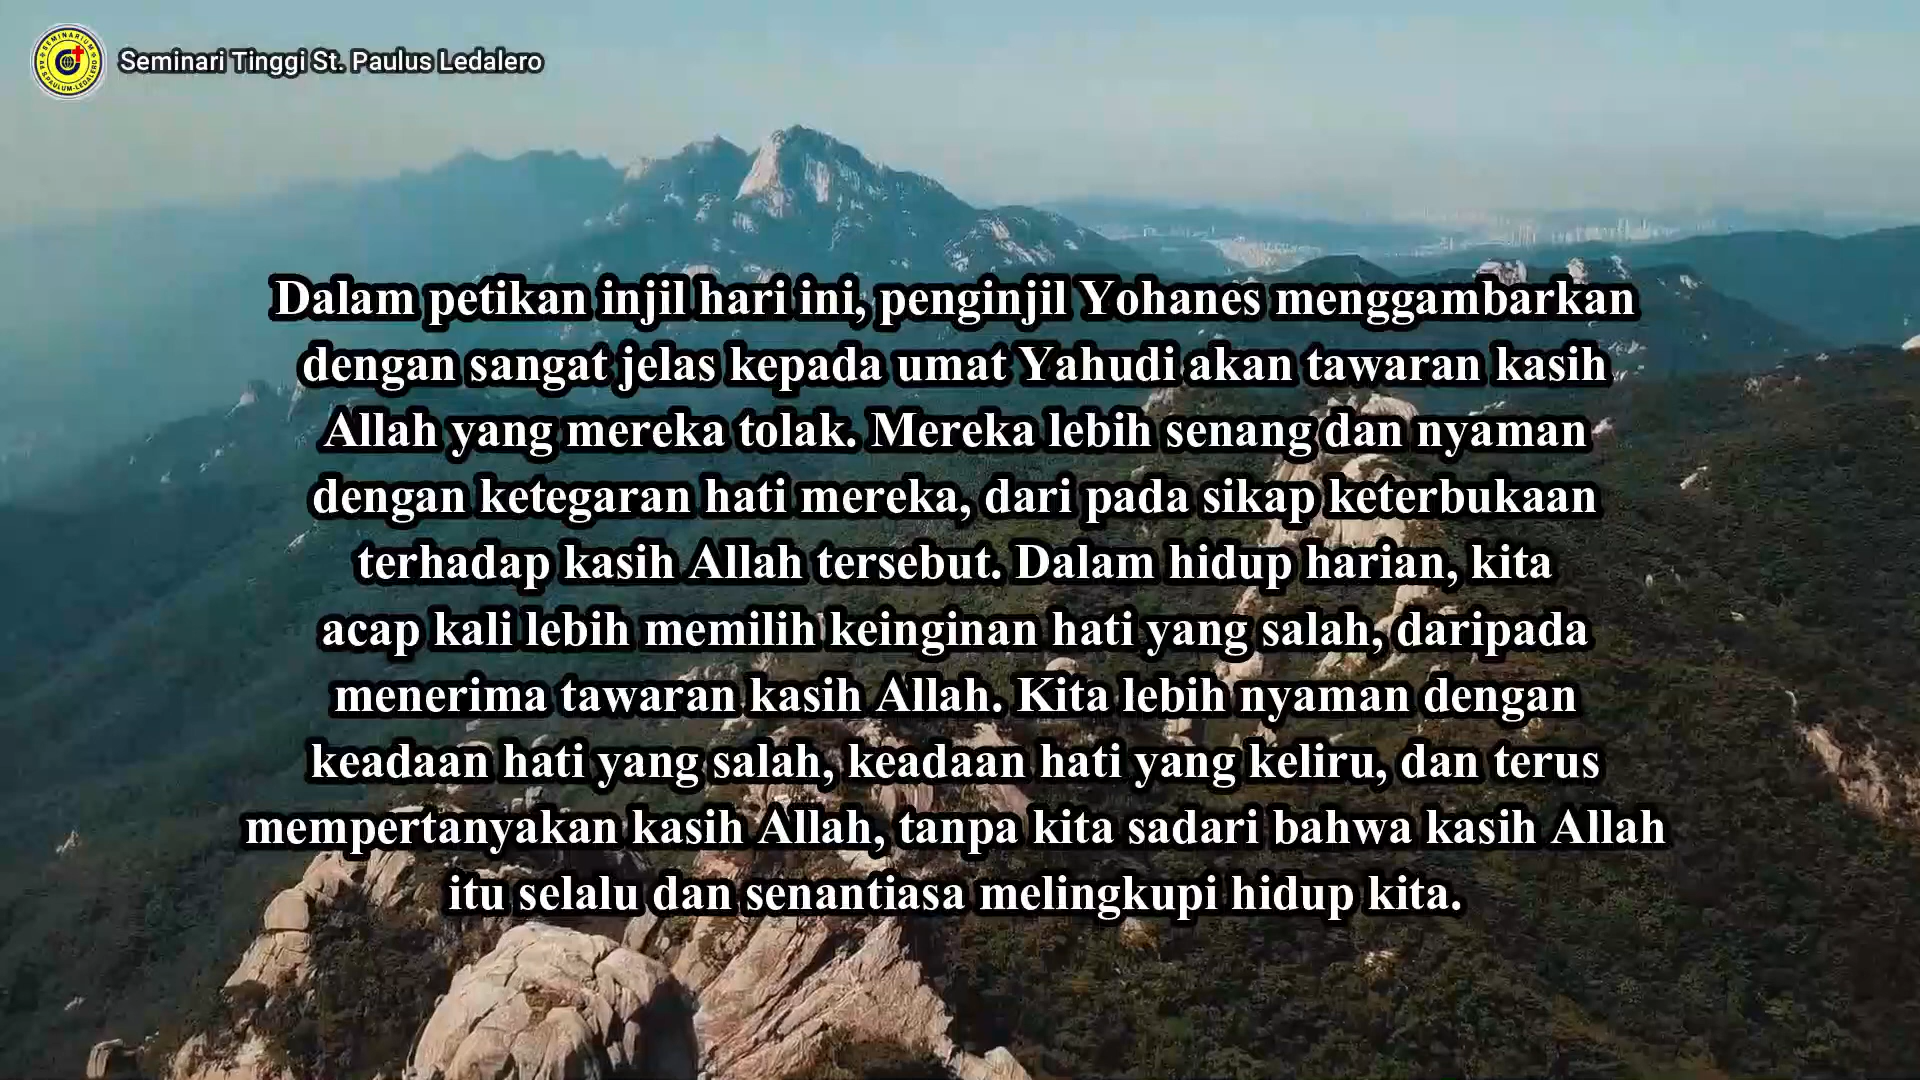 Seminari Tinggi St. Paulus Ledalero
Dalam petikan injil hari ini, penginjil Yohanes menggambarkan
dengan sangat jelas kepada umat Yahudi akan tawaran kasih
Allah yang mereka tolak. Mereka lebih senang dan nyaman
dengan ketegaran hati mereka, dari pada sikap keterbukaan
terhadap kasih Allah tersebut. Dalam hidup harian, kita
acap kali lebih memilih keinginan hati yang salah, daripada
menerima tawaran kasih Allah. Kita lebih nyaman dengan
keadaan hati yang salah, keadaan hati yang keliru, dan terus
mempertanyakan kasih Allah, tanpa kita sadari bahwa kasih Allah
itu selalu dan senantiasa melingkupi hidup kita.